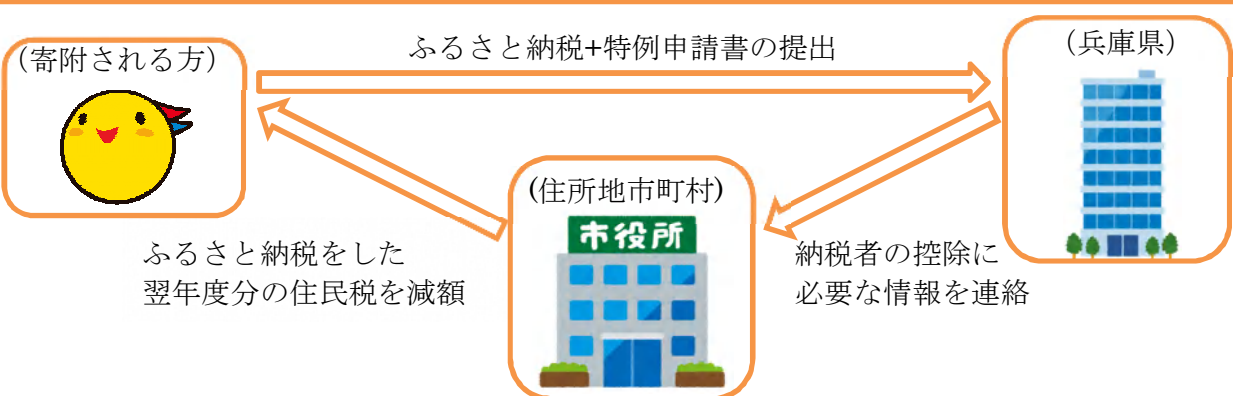 (寄附される方)
ふるさと納税+特例申請書の提出
(兵庫県)
(住所地市町村)
市役所
ふるさと納税をした
翌年度分の住民税を減額
納税者の控除に
必要な情報を連絡